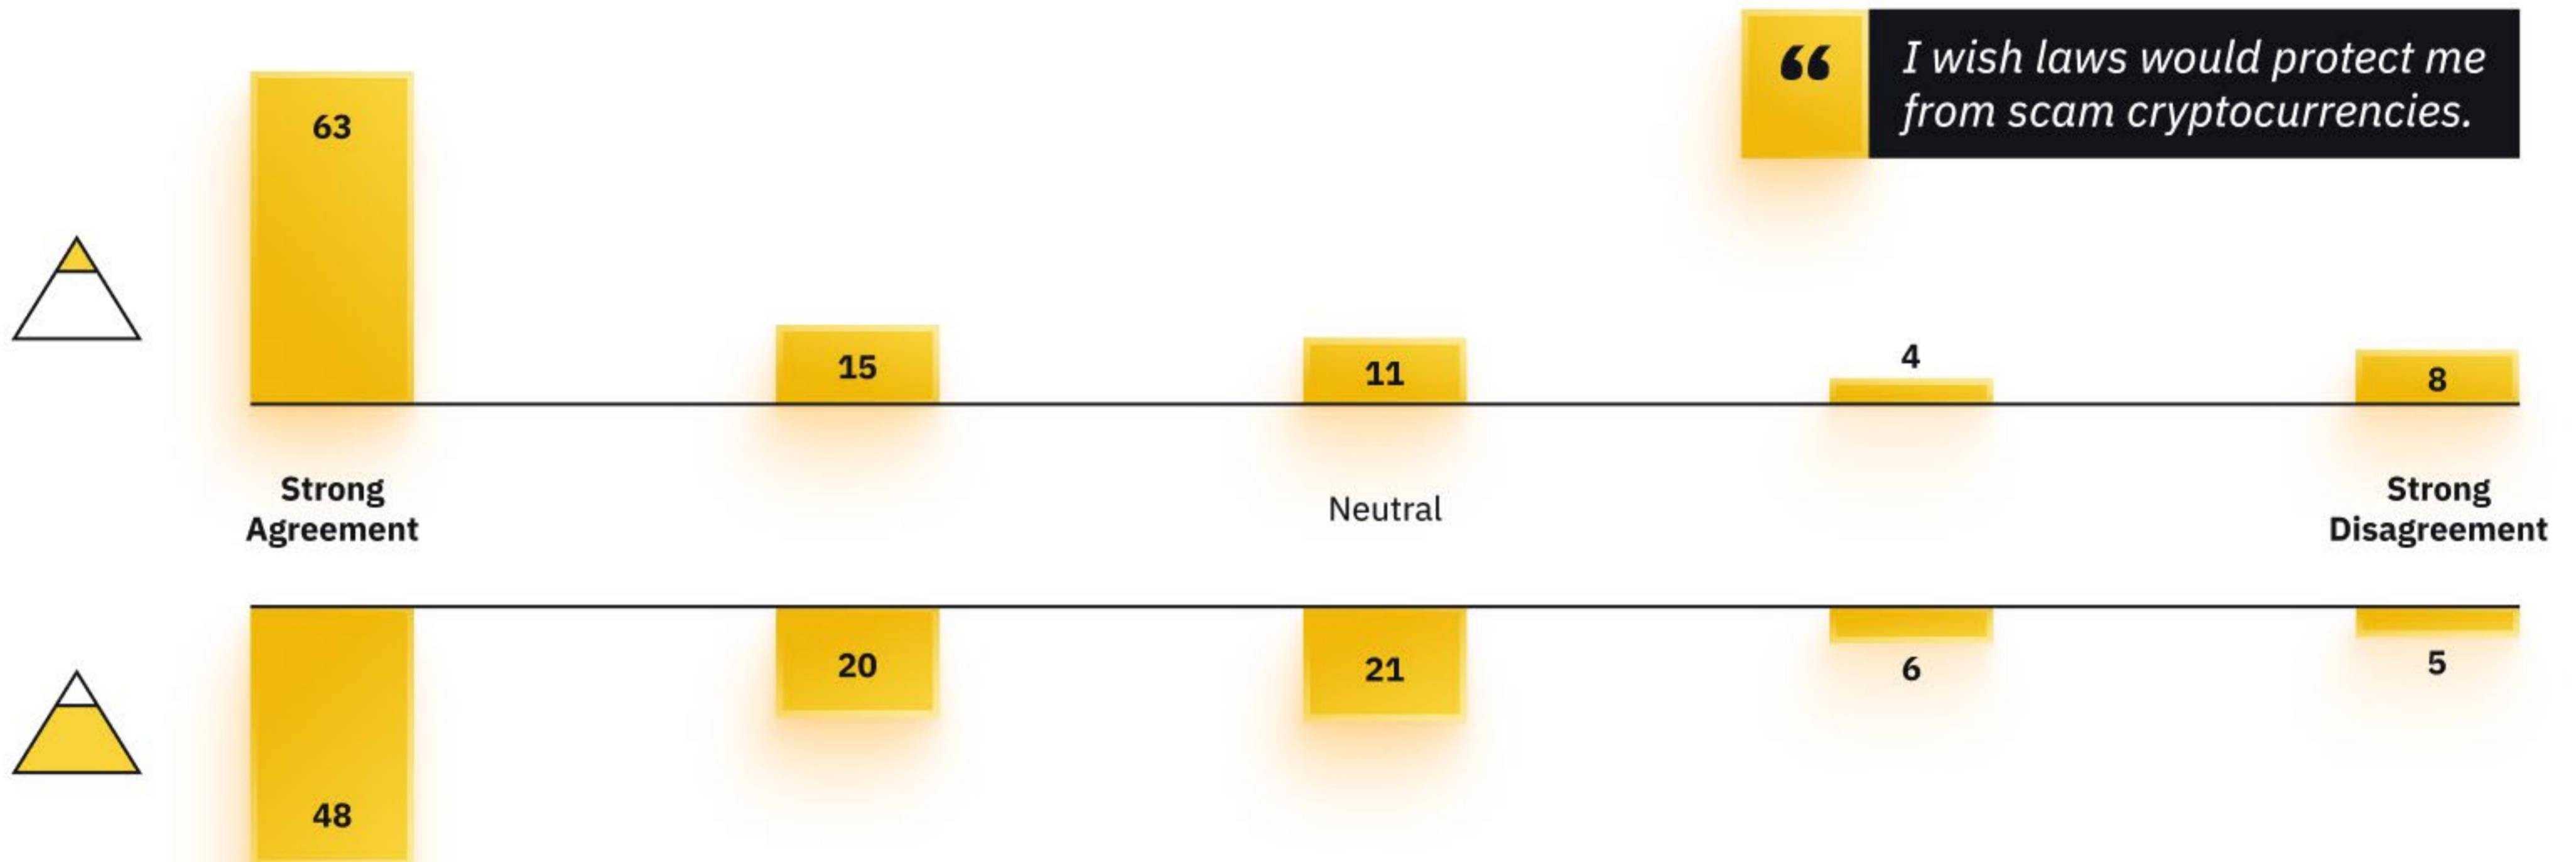 “ I wish laws would protect me
from scam cryptocurrencies.
63
15
11
4
8
Strong
Agreement
Neutral
Strong
Disagreement
48
20
21
6
5